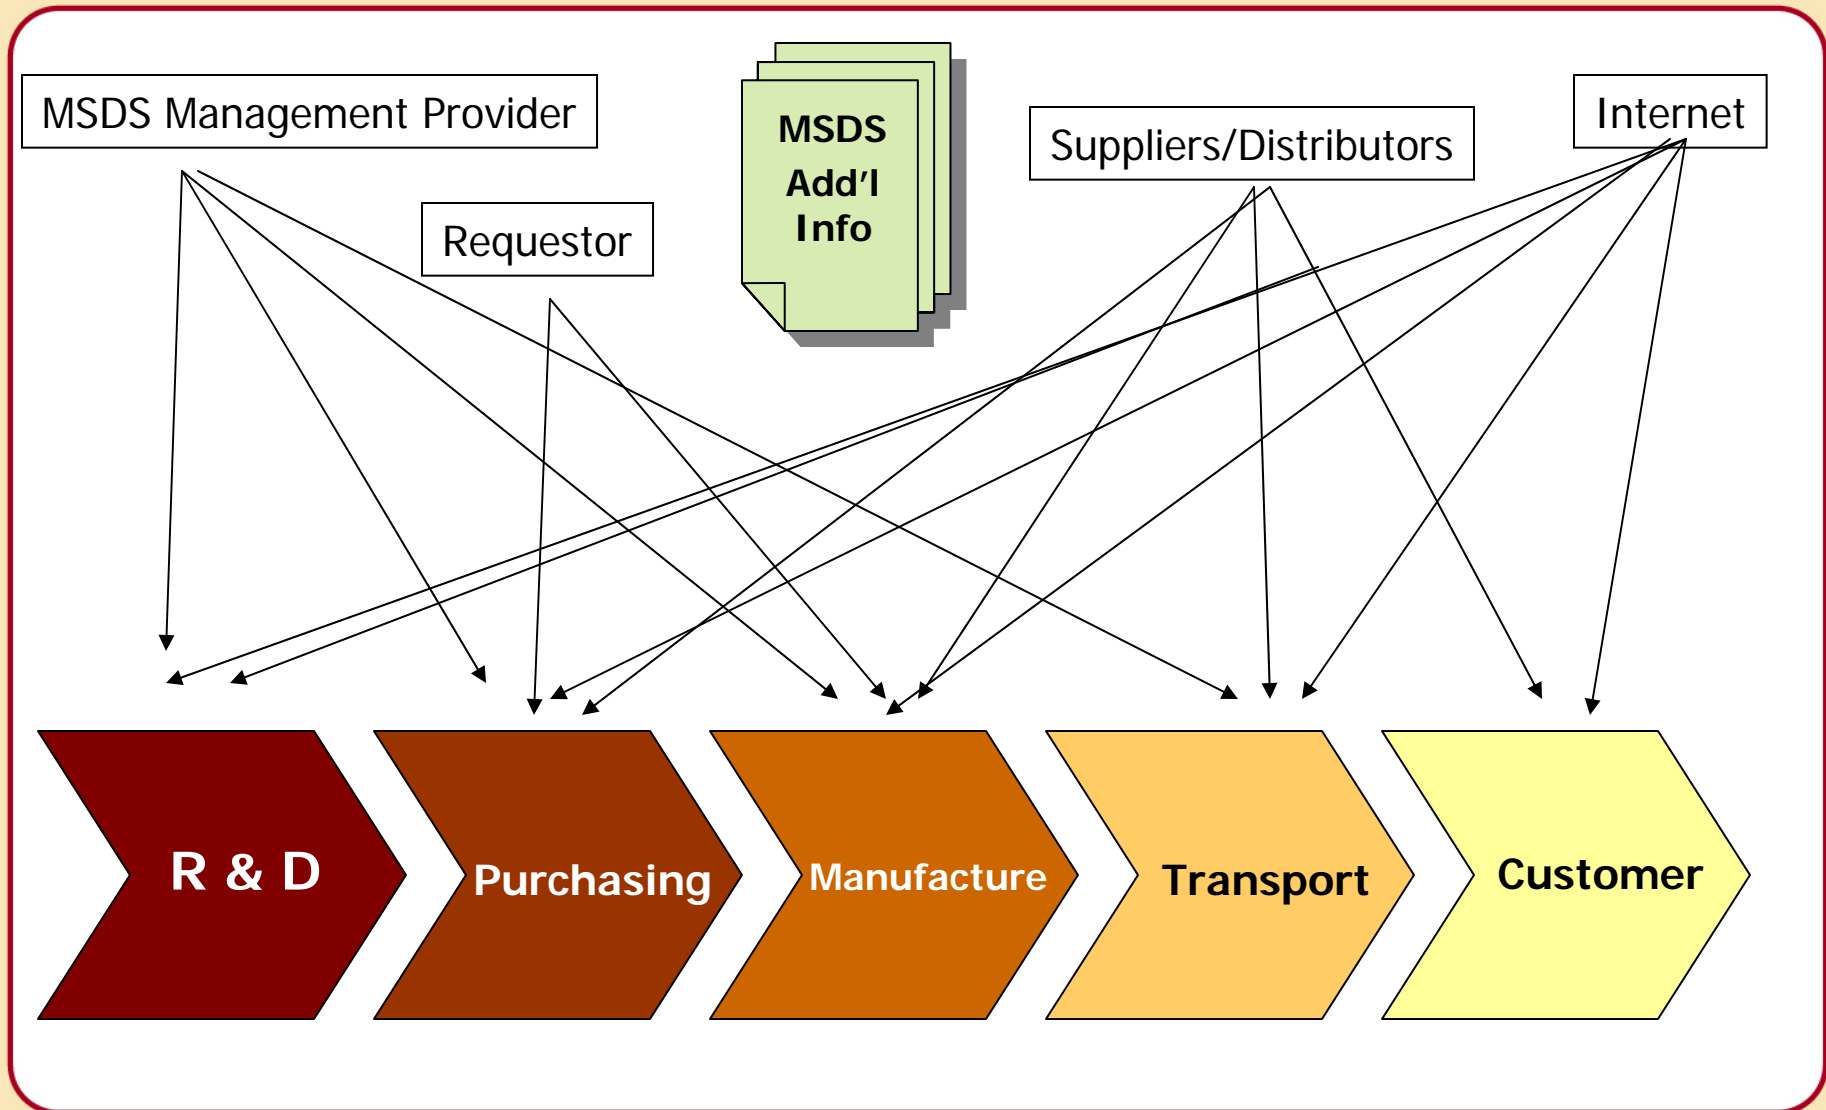 MSDS Management Provider
MSDS
Add'l
Info
Suppliers/Distributors
Internet
Requestor
R & D
Purchasing
Manufacture
Transport
Customer